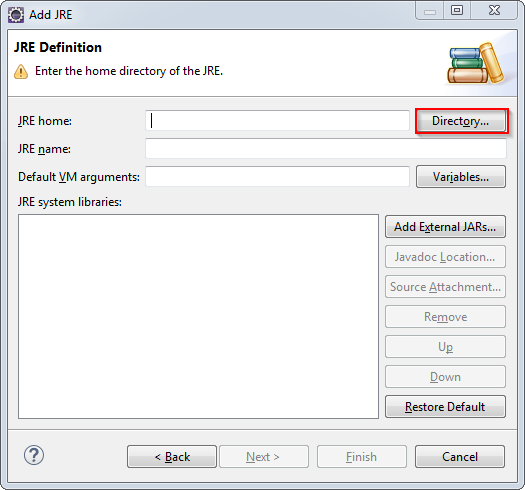 Add JRE
JRE Definition
Enter the home directory of the JRE.
JRE home:
Directory...
JRE name:
Default VM arguments:
Variables...
JRE system libraries:
Add External JARs...
Javadoc Location...
Source Attachment...
Remove
Up
Down
Restore Default
?
< Back
Next >
Finish
Cancel